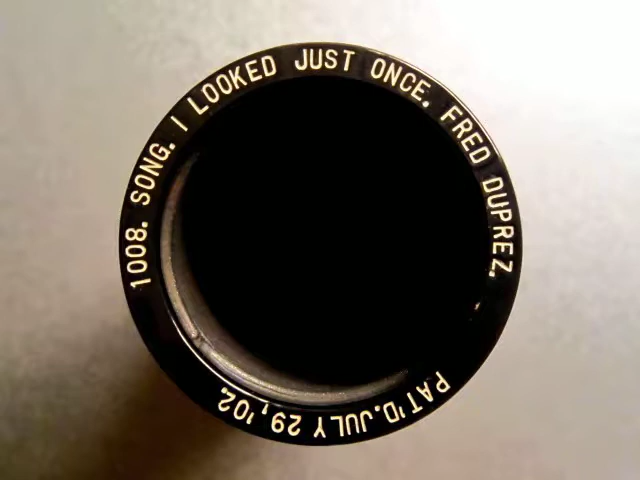 1008. SONG. I LOOKED JUST ONCE. FRED DUPREZ.
PAT'D.JULY 29,'02.